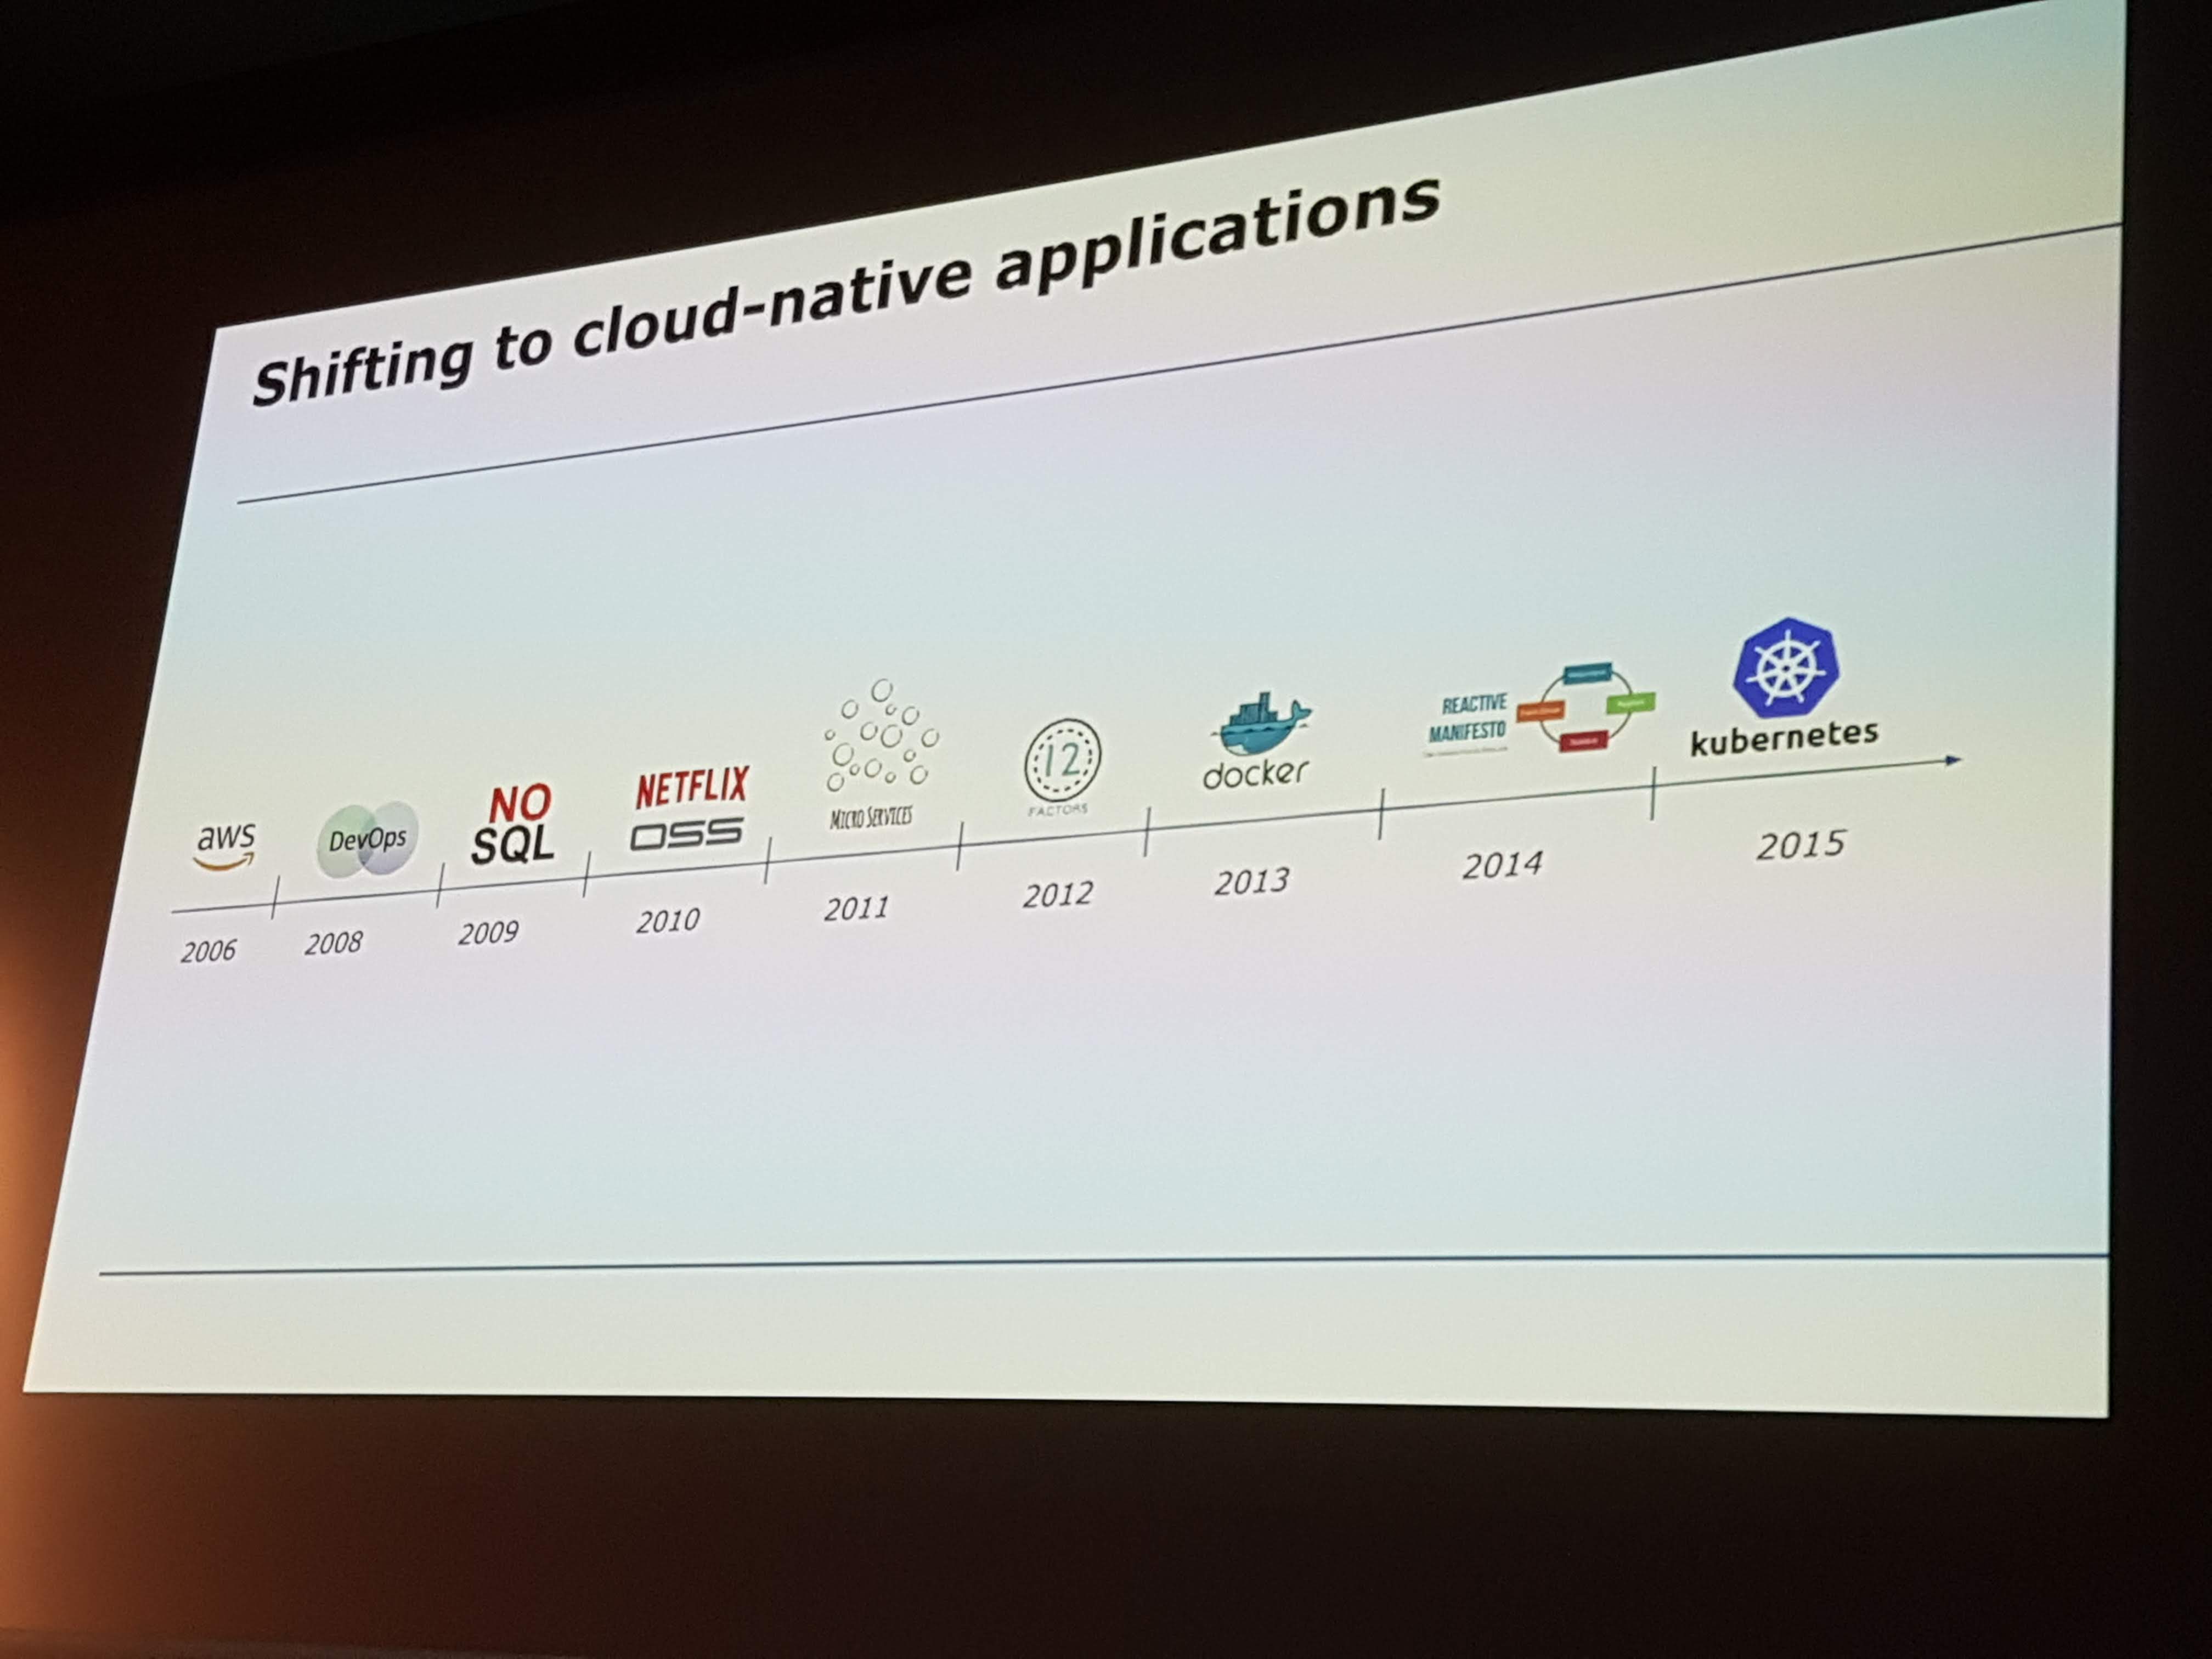 Shifting to cloud-native applications
aws
DevOps
NO
SQL
NETFLIX
OSS
MICRO SERVICES
12
FACTORS
docker
REACTIVE
MANIFESTO
kubernetes
2006
2008
2009
2010
2011
2012
2013
2014
2015